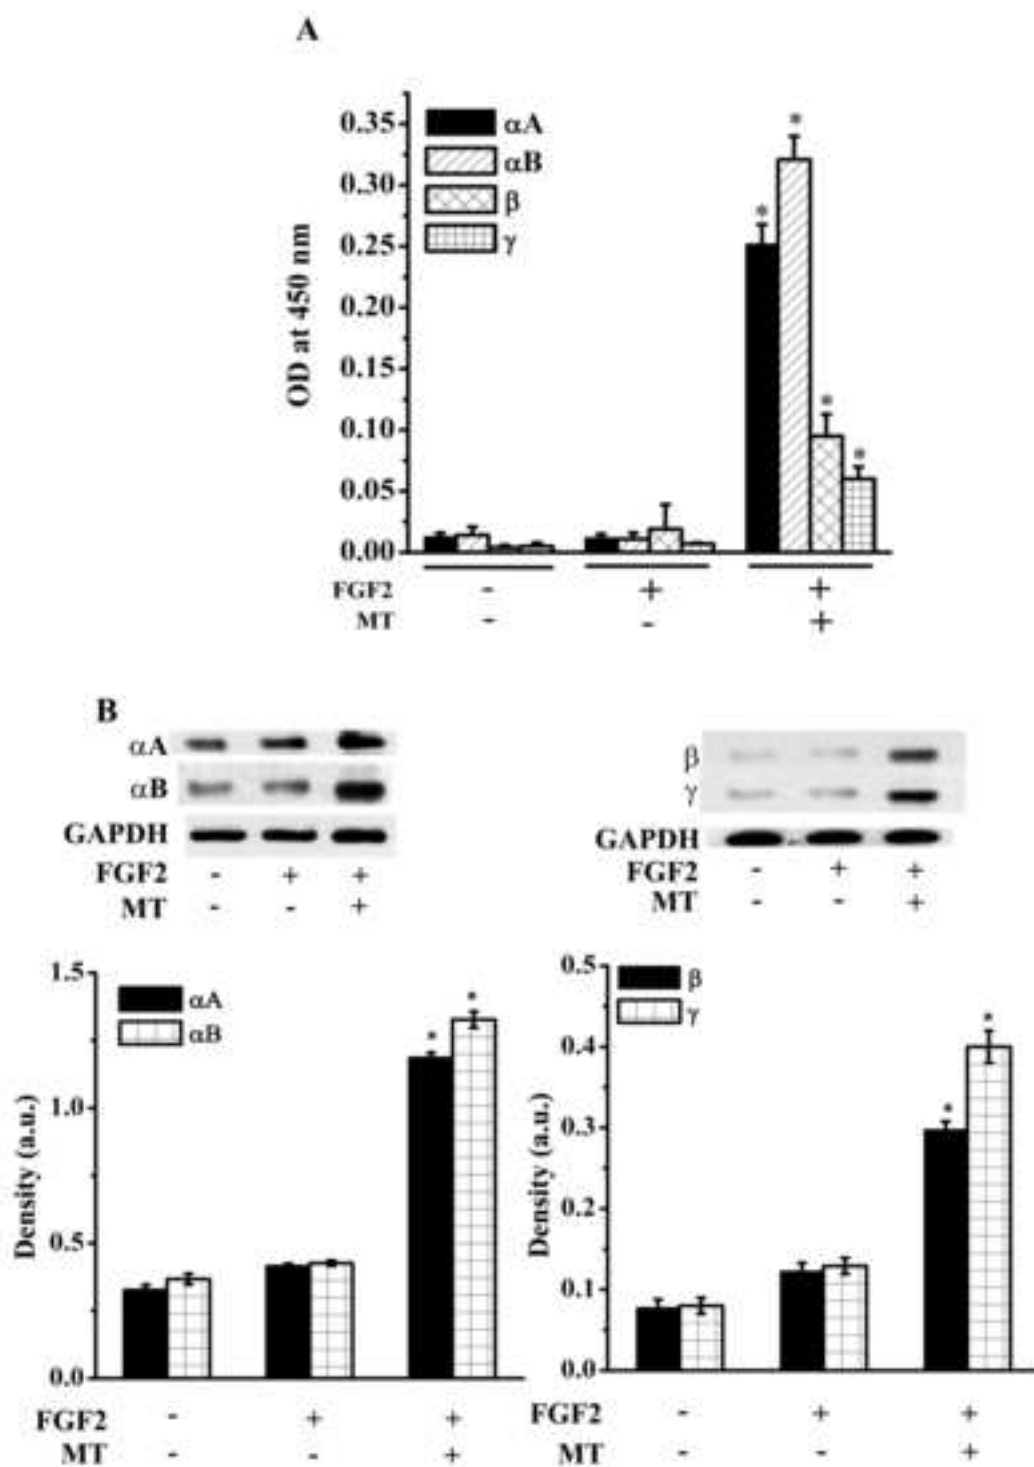 A
0.35
0.30
0.25
0.20
0.15
0.10
0.05
0.00
OD at 450 nm
αA
αB
β
γ
* * * *
FGF2 - + +
MT - - +
B
αA
αB
GAPDH
FGF2 - + +
MT - - +
β
γ
GAPDH
FGF2 - + +
MT - - +
1.5
1.0
0.5
0.0
Density (a.u.)
αA
αB
* *
FGF2 - + +
MT - - +
0.5
0.4
0.3
0.2
0.1
0.0
Density (a.u.)
β
γ
* *
FGF2 - + +
MT - - +